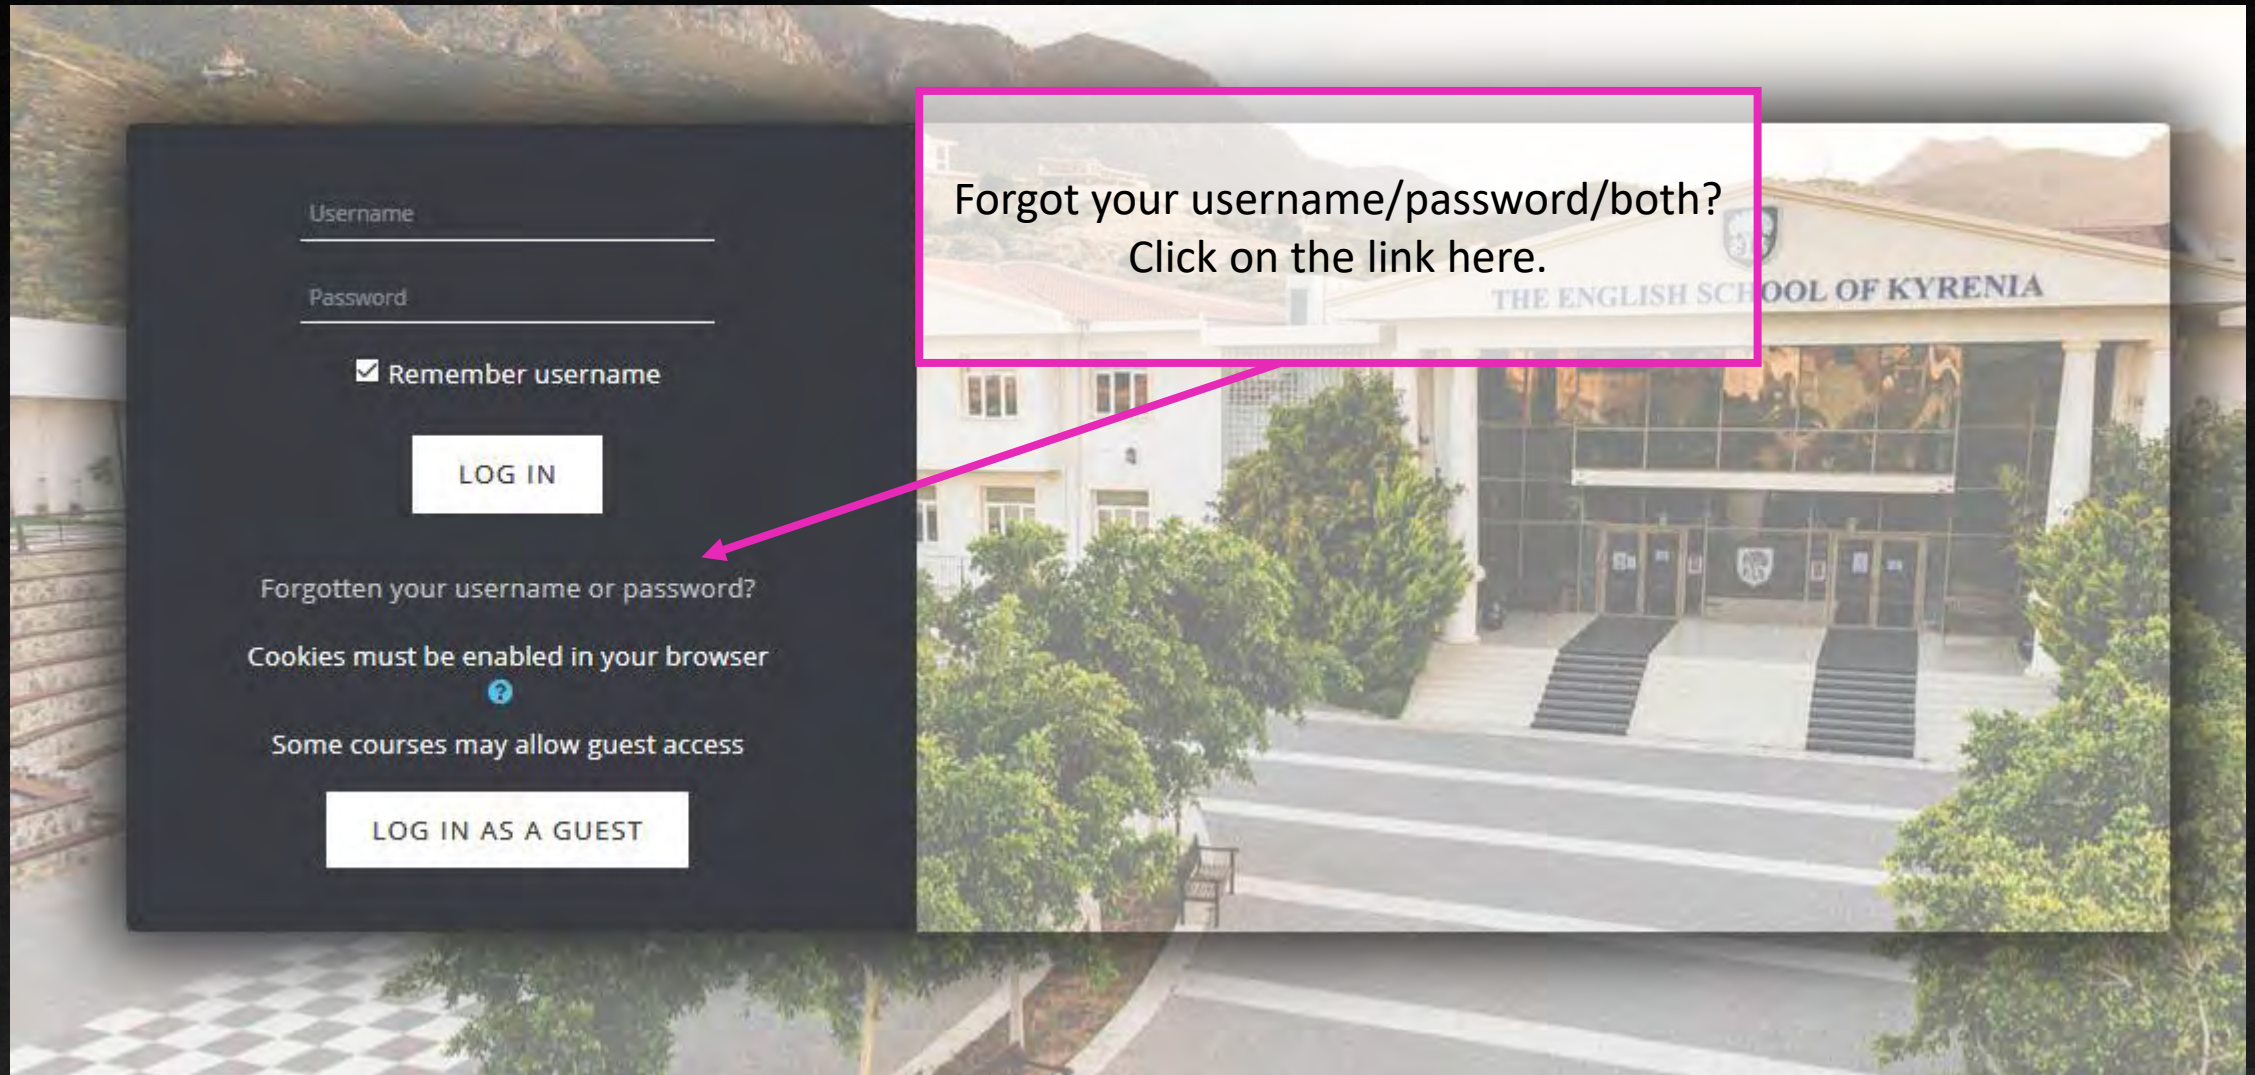 Username
Password
Remember username
LOG IN
Forgotten your username or password?
Cookies must be enabled in your browser
?
Some courses may allow guest access
LOG IN AS A GUEST
Forgot your username/password/both?
Click on the link here.
THE ENGLISH SCHOOL OF KYRENIA